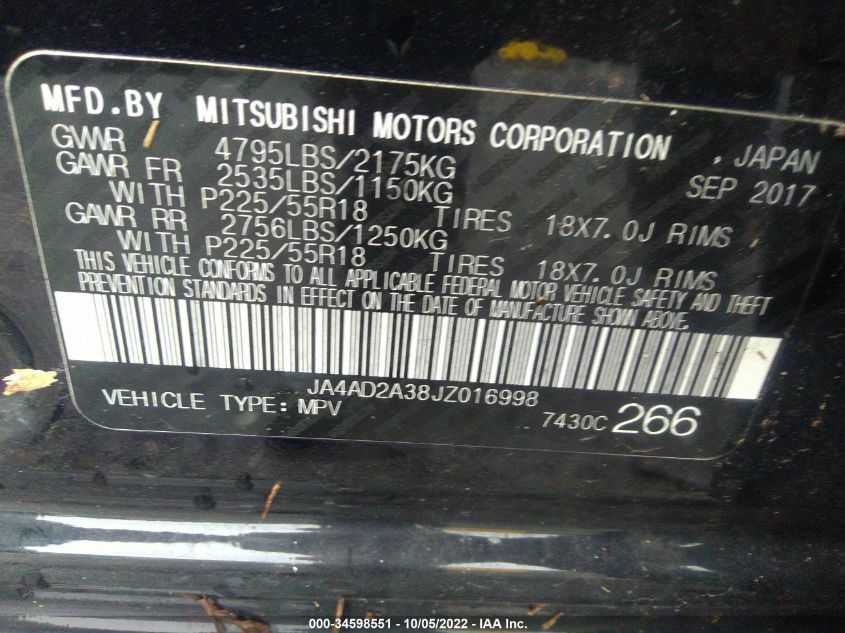 MFD.BY MITSUBISHI MOTORS CORPORATION , JAPAN
GVWR 4795LBS/2175KG SEP 2017
GAWR FR 2535LBS/1150KG
WITH P225/55R18 TIRES 18X7.0J RIMS
GAWR RR 2756LBS/1250KG
WITH P225/55R18 TIRES 18X7.0J RIMS
THIS VEHICLE CONFORMS TO ALL APPLICABLE FEDERAL MOTOR VEHICLE SAFETY AND THEFT
PREVENTION STANDARDS IN EFFECT ON THE DATE OF MANUFACTURE SHOWN ABOVE.
JA4AD2A38JZ016998
VEHICLE TYPE: MPV 7430C 266
000-34598551 - 10/05/2022 - IAA Inc.